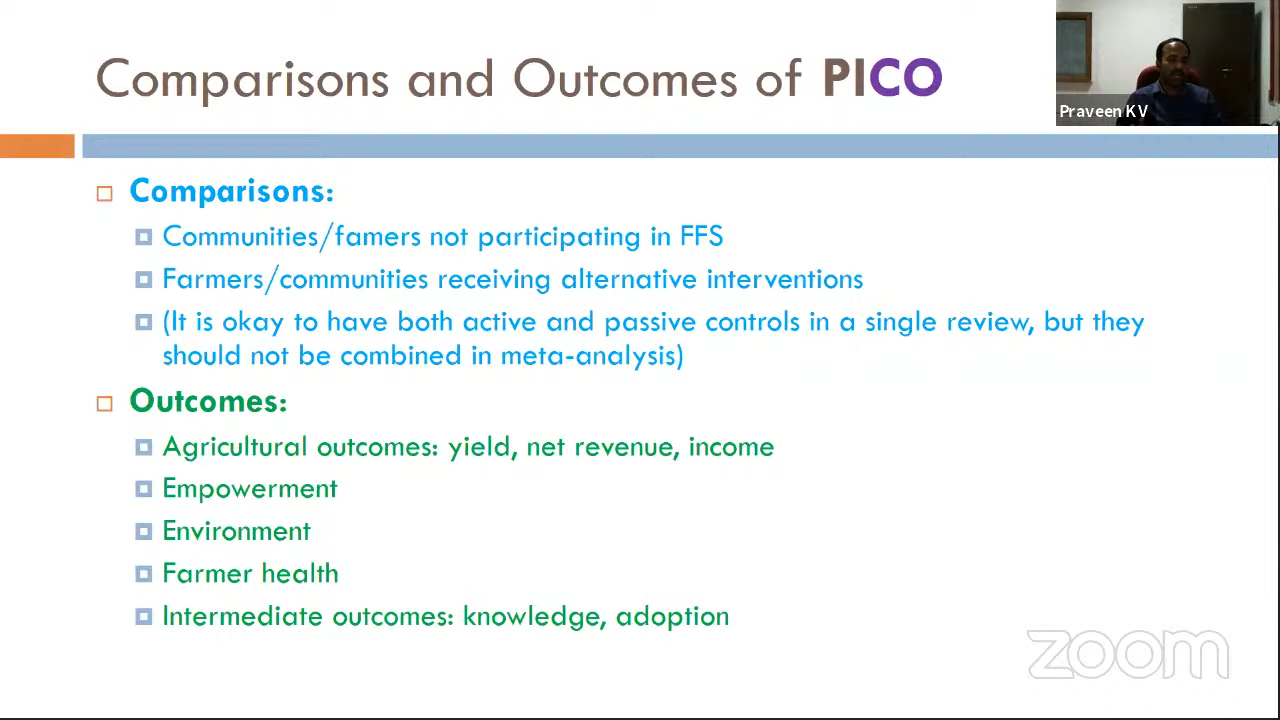 Comparisons and Outcomes of PICO
Praveen KV
Comparisons:
Communities/famers not participating in FFS
Farmers/communities receiving alternative interventions
(It is okay to have both active and passive controls in a single review, but they
should not be combined in meta-analysis)
Outcomes:
Agricultural outcomes: yield, net revenue, income
Empowerment
Environment
Farmer health
Intermediate outcomes: knowledge, adoption
zoom